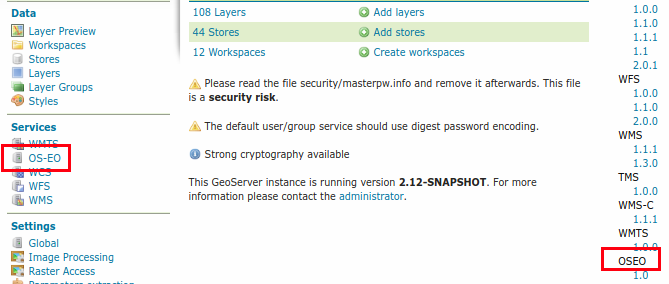 Data
Layer Preview
Workspaces
Stores
Layers
Layer Groups
Styles
Services
WMTS
OS-EO
WCS
WFS
WMS
Settings
Global
Image Processing
Raster Access
Parameters extraction
108 Layers
Add layers
44 Stores
Add stores
12 Workspaces
Create workspaces
Please read the file security/masterpw.info and remove it afterwards. This file
is a security risk.
The default user/group service should use digest password encoding.
Strong cryptography available
This GeoServer instance is running version 2.12-SNAPSHOT. For more
information please contact the administrator.
1.0.0
1.1.0
1.1.1
1.1
2.0.1
WFS
1.0.0
1.1.0
2.0.0
WMS
1.1.1
1.3.0
TMS
1.0.0
WMS-C
1.1.1
WMTS
1.0.0
OSEO
1.0